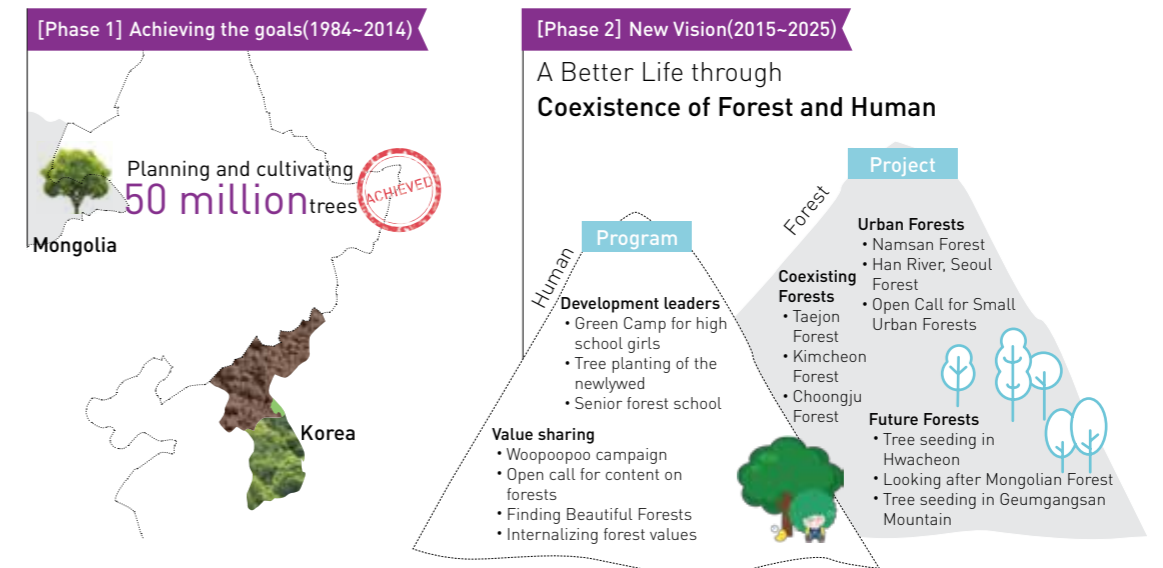 [Phase 1] Achieving the goals(1984~2014)
Planning and cultivating
50 million trees
ACHIEVED
Mongolia
Korea
[Phase 2] New Vision(2015~2025)
A Better Life through
Coexistence of Forest and Human
Human
Program
Development leaders
• Green Camp for high
school girls
• Tree planting of the
newlywed
• Senior forest school
Value sharing
• Woopoopoo campaign
• Open call for content on
forests
• Finding Beautiful Forests
• Internalizing forest values
Forest
Project
Urban Forests
• Namsan Forest
• Han River, Seoul
Forest
• Open Call for Small
Urban Forests
Coexisting
Forests
• Taejon
Forest
• Kimcheon
Forest
• Choongju
Forest
Future Forests
• Tree seeding in
Hwacheon
• Looking after Mongolian Forest
• Tree seeding in Geumgangsan
Mountain